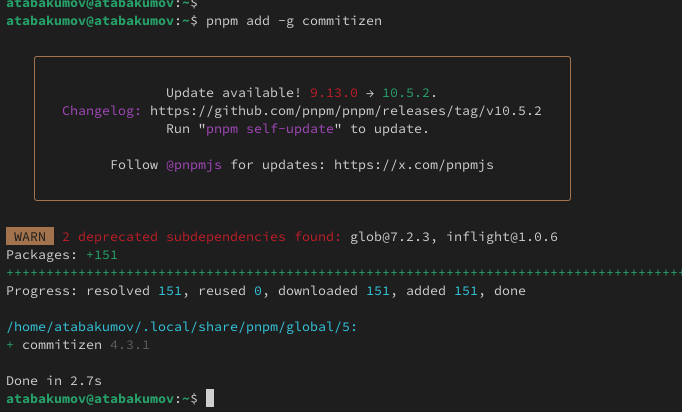 atabakumov@atabakumov:~$
atabakumov@atabakumov:~$ pnpm add -g commitizen
Update available! 9.13.0 → 10.5.2.
Changelog: https://github.com/pnpm/pnpm/releases/tag/v10.5.2
Run "pnpm self-update" to update.
Follow @pnpmjs for updates: https://x.com/pnpmjs
WARN 2 deprecated subdependencies found: glob@7.2.3, inflight@1.0.6
Packages: +151
+++++++++++++++++++++++++++++++++++++++++++++++++++++++++++++++++++++++++++++++++++++
Progress: resolved 151, reused 0, downloaded 151, added 151, done
/home/atabakumov/.local/share/pnpm/global/5:
+ commitizen 4.3.1
Done in 2.7s
atabakumov@atabakumov:~$